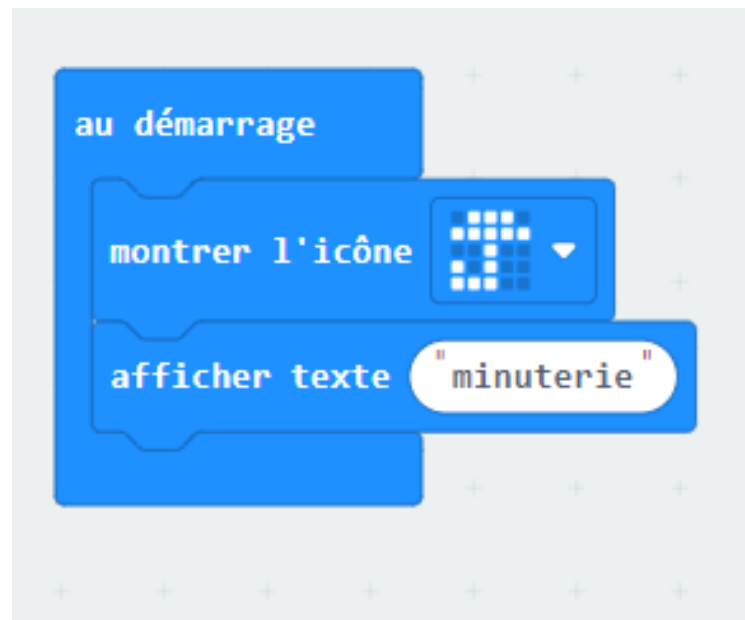 au démarrage
montrer l'icône
afficher texte "minuterie"